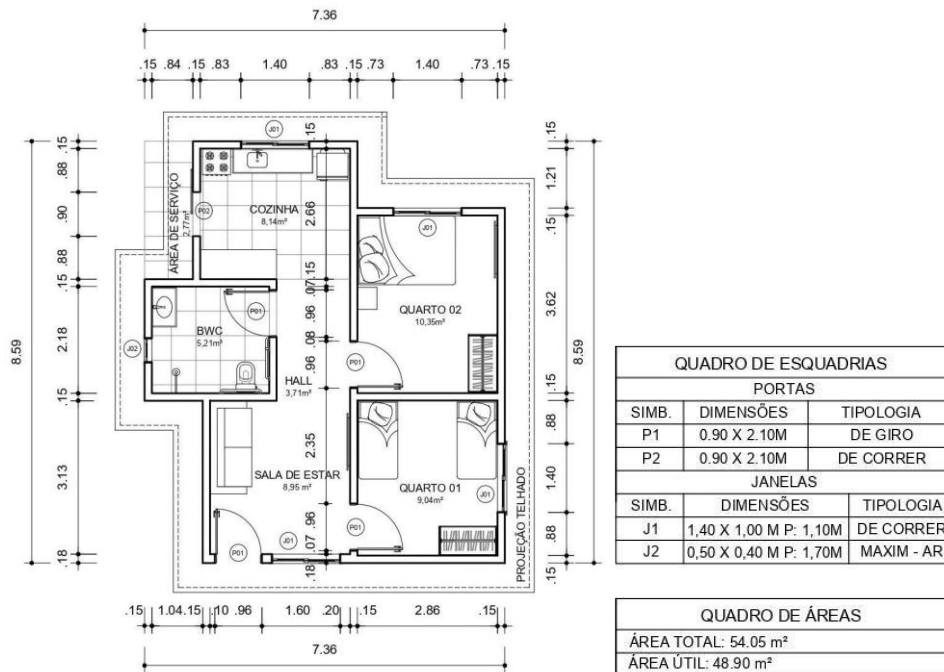 7.36
.15 .84 .15 .83 1.40 .83 .15 .73 1.40 .73 .15
8.59
.15
.88
.90
.88
.15
2.18
.15
3.13
.18
J01
.15
ÁREA DE SERVIÇO
2,77m²
P02
COZINHA
8,14m²
2.66
.15
.07
.96
.08
.96
2.35
.96
.07
.18
J01
QUARTO 02
10,35m²
P01
BWC
5,21m²
P01
J02
HALL
3,71m²
SALA DE ESTAR
8,95 m²
QUARTO 01
9,04m²
J01
P01
P01
J01
PROJEÇÃO TELHADO
.15
1.21
.15
3.62
.15
.88
1.40
.88
.15
8.59
.15 1.04 .15 .10 .96 1.60 .20 .15 2.86 .15
7.36
QUADRO DE ESQUADRIAS
PORTAS
SIMB. DIMENSÕES TIPOLOGIA
P1 0.90 X 2.10M DE GIRO
P2 0.90 X 2.10M DE CORRER
JANELAS
SIMB. DIMENSÕES TIPOLOGIA
J1 1,40 X 1,00 M P: 1,10M DE CORRER
J2 0,50 X 0,40 M P: 1,70M MAXIM - AR
QUADRO DE ÁREAS
ÁREA TOTAL: 54.05 m²
ÁREA ÚTIL: 48.90 m²